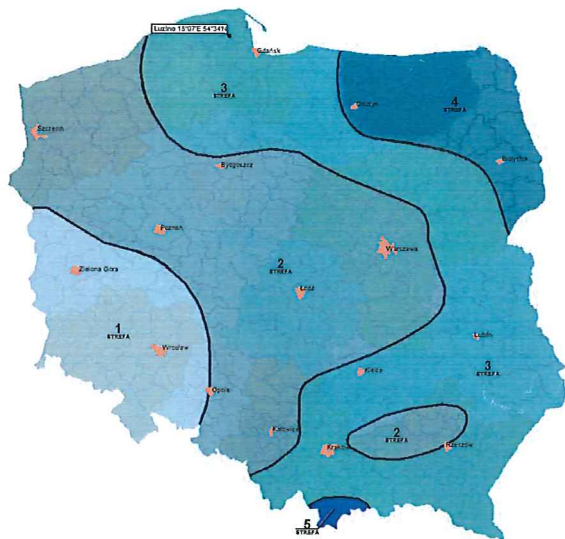 Luzino 18°07'E 54°34'N
Gdańsk
3
STREFA
4
STREFA
Olsztyn
Szczecin
Białystok
Bydgoszcz
Poznań
Warszawa
Zielona Góra
2
STREFA
Łódź
1
STREFA
Wrocław
Lublin
3
STREFA
Kielce
Opole
Katowice
2
STREFA
Kraków
Rzeszów
5
STREFA